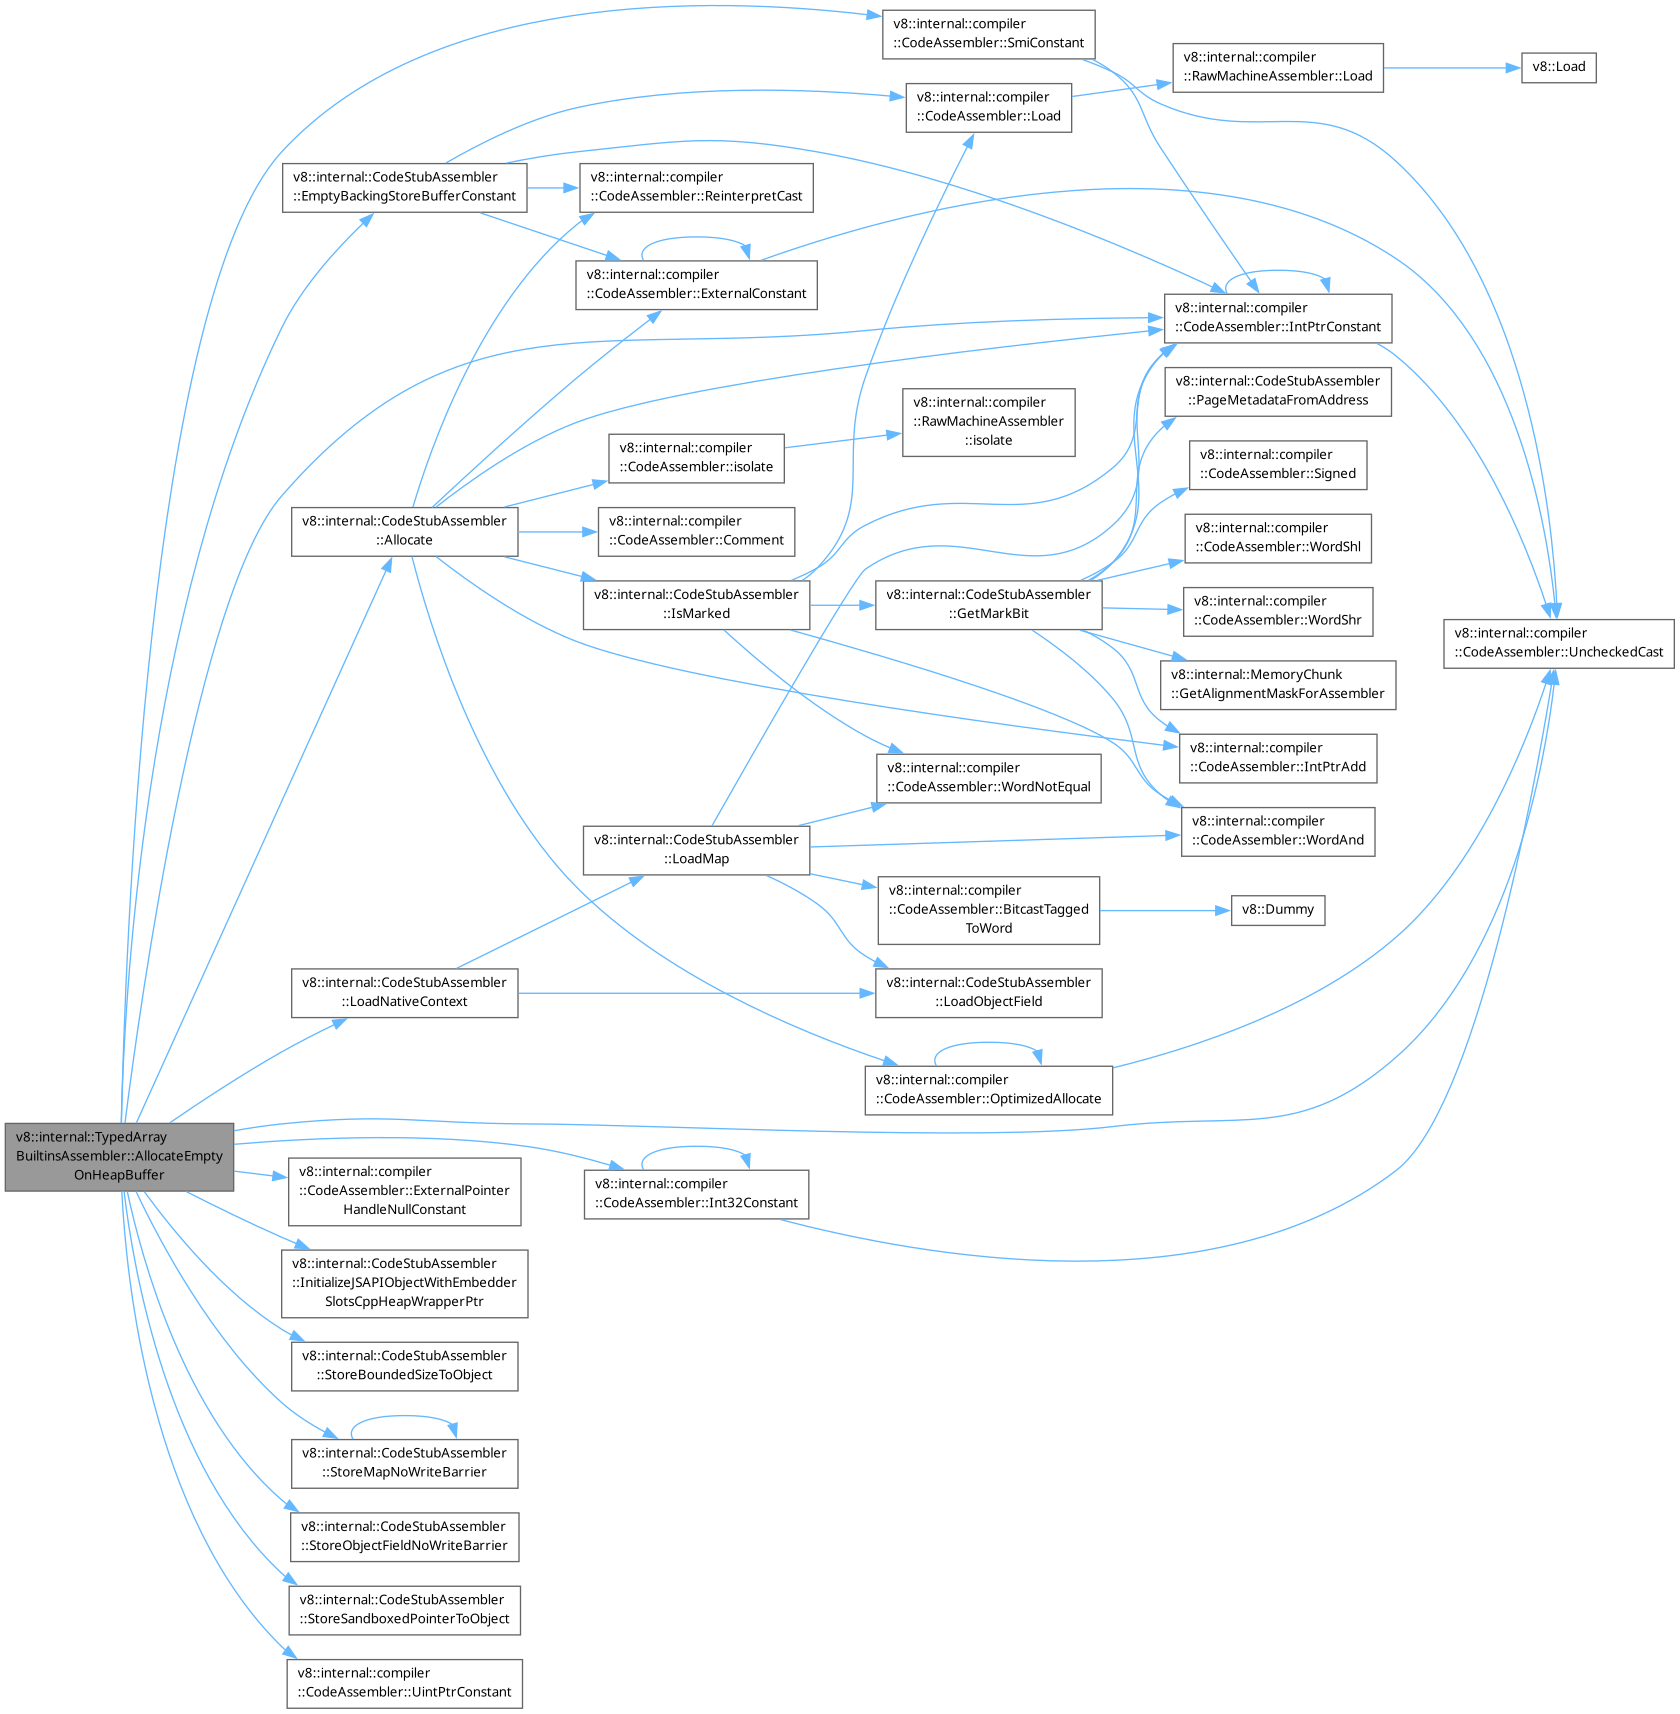 v8::internal::compiler
::CodeAssembler::SmiConstant
v8::internal::compiler
::RawMachineAssembler::Load
v8::Load
v8::internal::compiler
::CodeAssembler::Load
v8::internal::CodeStubAssembler
::EmptyBackingStoreBufferConstant
v8::internal::compiler
::CodeAssembler::ReinterpretCast
v8::internal::compiler
::CodeAssembler::ExternalConstant
v8::internal::compiler
::CodeAssembler::IntPtrConstant
v8::internal::CodeStubAssembler
::PageMetadataFromAddress
v8::internal::compiler
::RawMachineAssembler
::isolate
v8::internal::compiler
::CodeAssembler::isolate
v8::internal::compiler
::CodeAssembler::Signed
v8::internal::CodeStubAssembler
::Allocate
v8::internal::compiler
::CodeAssembler::Comment
v8::internal::compiler
::CodeAssembler::WordShl
v8::internal::CodeStubAssembler
::IsMarked
v8::internal::CodeStubAssembler
::GetMarkBit
v8::internal::compiler
::CodeAssembler::WordShr
v8::internal::compiler
::CodeAssembler::UncheckedCast
v8::internal::MemoryChunk
::GetAlignmentMaskForAssembler
v8::internal::compiler
::CodeAssembler::IntPtrAdd
v8::internal::compiler
::CodeAssembler::WordNotEqual
v8::internal::compiler
::CodeAssembler::WordAnd
v8::internal::CodeStubAssembler
::LoadMap
v8::internal::compiler
::CodeAssembler::BitcastTagged
ToWord
v8::Dummy
v8::internal::CodeStubAssembler
::LoadNativeContext
v8::internal::CodeStubAssembler
::LoadObjectField
v8::internal::compiler
::CodeAssembler::OptimizedAllocate
v8::internal::TypedArray
BuiltinsAssembler::AllocateEmpty
OnHeapBuffer
v8::internal::compiler
::CodeAssembler::ExternalPointer
HandleNullConstant
v8::internal::compiler
::CodeAssembler::Int32Constant
v8::internal::CodeStubAssembler
::InitializeJSAPIObjectWithEmbedder
SlotsCppHeapWrapperPtr
v8::internal::CodeStubAssembler
::StoreBoundedSizeToObject
v8::internal::CodeStubAssembler
::StoreMapNoWriteBarrier
v8::internal::CodeStubAssembler
::StoreObjectFieldNoWriteBarrier
v8::internal::CodeStubAssembler
::StoreSandboxedPointerToObject
v8::internal::compiler
::CodeAssembler::UintPtrConstant